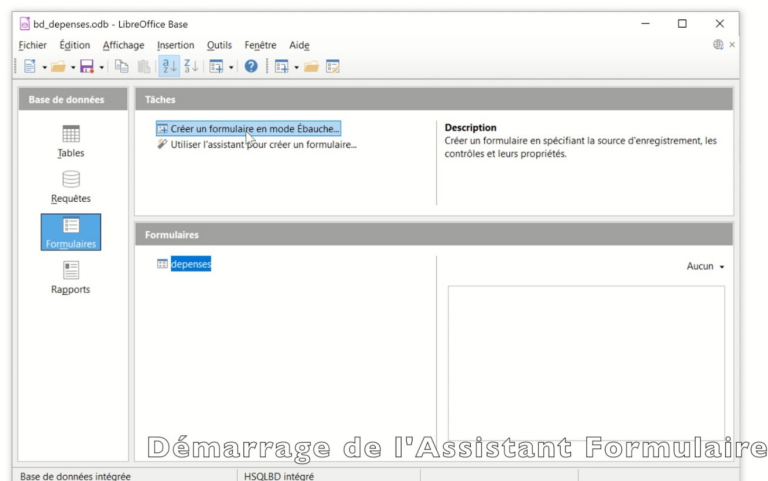 bd_depenses.odb - LibreOffice Base
Fichier Édition Affichage Insertion Outils Fenêtre Aide
Base de données
Tâches
Tables
Requêtes
Formulaires
Rapports
Créer un formulaire en mode Ébauche...
Utiliser l'assistant pour créer un formulaire...
Description
Créer un formulaire en spécifiant la source d'enregistrement, les
contrôles et leurs propriétés.
Formulaires
depenses
Aucun
Démarrage de l'Assistant Formulaire
Base de données intégrée
HSQLBD intégré